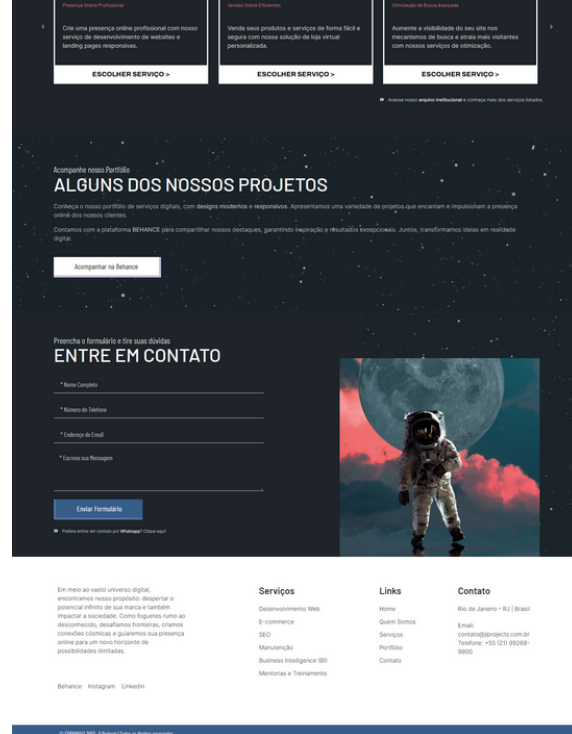 Presença Online Profissional
Vendas Online Eficientes
Otimização de Busca Avançada
‹
Crie uma presença online profissional com nosso
serviço de desenvolvimento de websites e
landing pages responsivas.
Venda seus produtos e serviços de forma fácil e
segura com nossa solução de loja virtual
personalizada.
Aumente a visibilidade do seu site nos
mecanismos de busca e atraia mais visitantes
com nossos serviços de otimização.
›
ESCOLHER SERVIÇO >
ESCOLHER SERVIÇO >
ESCOLHER SERVIÇO >
» Acesse nosso arquivo institucional e conheça mais dos serviços listados.
Acompanhe nosso Portfólio
ALGUNS DOS NOSSOS PROJETOS
Conheça o nosso portfólio de serviços digitais, com designs modernos e responsivos. Apresentamos uma variedade de projetos que encantam e impulsionam a presença
online dos nossos clientes.
Contamos com a plataforma BEHANCE para compartilhar nossos destaques, garantindo inspiração e resultados excepcionais. Juntos, transformamos ideias em realidade
digital.
Acompanhar na Behance
Preencha o formulário e tire suas dúvidas
ENTRE EM CONTATO
* Nome Completo
* Número do Telefone
* Endereço de Email
* Escreva sua Mensagem
Enviar Formulário
» Prefere entrar em contato por Whatsapp? Clique aqui!
Em meio ao vasto universo digital,
encontramos nosso propósito: despertar o
potencial infinito de sua marca e também
impactar a sociedade. Como foguetes rumo ao
desconhecido, desafiamos fronteiras, criamos
conexões cósmicas e guiaremos sua presença
online para um novo horizonte de
possibilidades ilimitadas.
Behance Instagram Linkedin
Serviços
Desenvolvimento Web
E-commerce
SEO
Manutenção
Business Intelligence (BI)
Mentorias e Treinamento
Links
Home
Quem Somos
Serviços
Portfólio
Contato
Contato
Rio de Janeiro – RJ | Brasil
Email:
contato@jlprojects.com.br
Telefone: +55 (21) 99268-
9900